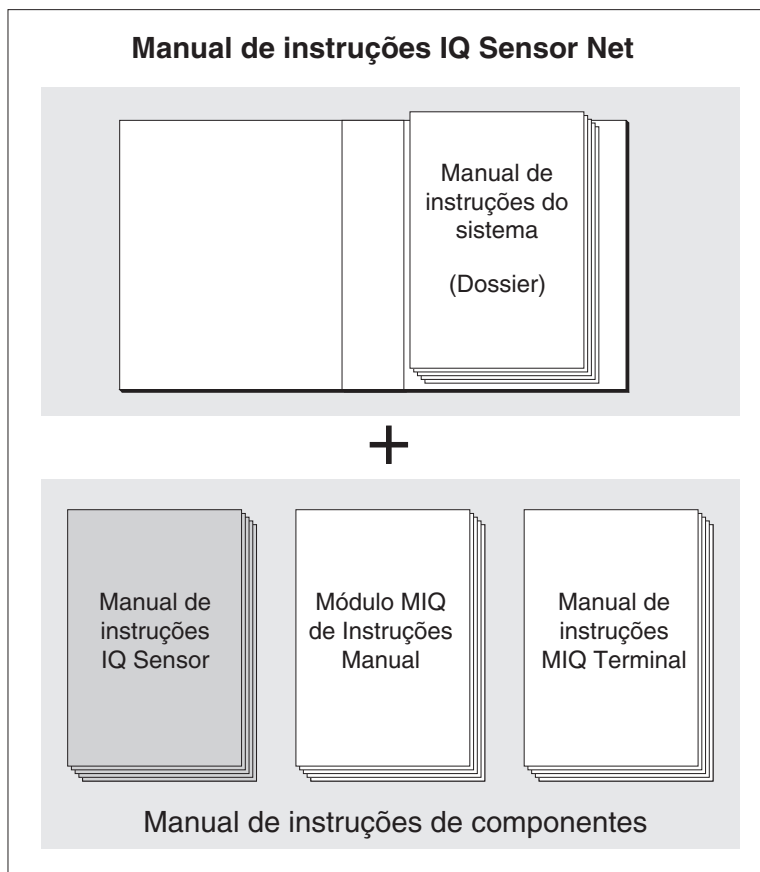 Manual de instruções IQ Sensor Net
Manual de
instruções do
sistema
(Dossier)
+
Manual de
instruções
IQ Sensor
Módulo MIQ
de Instruções
Manual
Manual de
instruções
MIQ Terminal
Manual de instruções de componentes